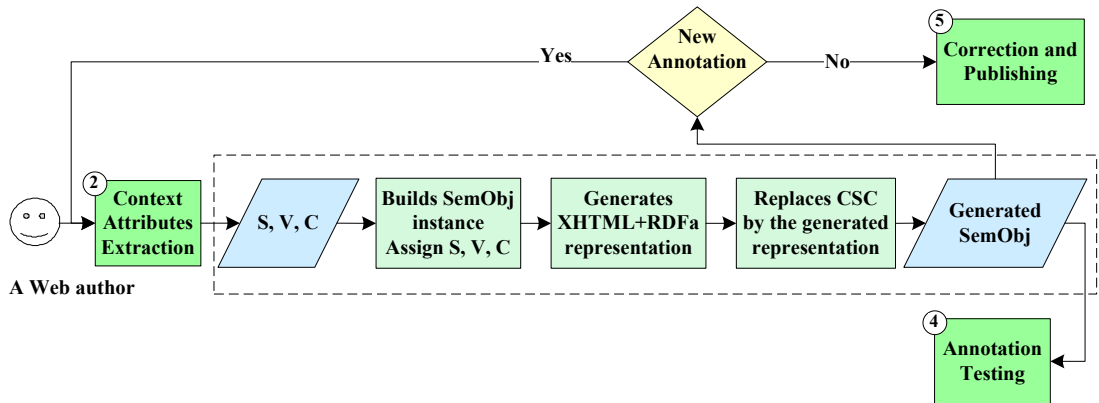 5
New
Annotation
Yes
No
Correction and
Publishing
2
Context
Attributes
Extraction
S, V, C
Builds SemObj
instance
Assign S, V, C
Generates
XHTML+RDFa
representation
Replaces CSC
by the generated
representation
Generated
SemObj
A Web author
4
Annotation
Testing